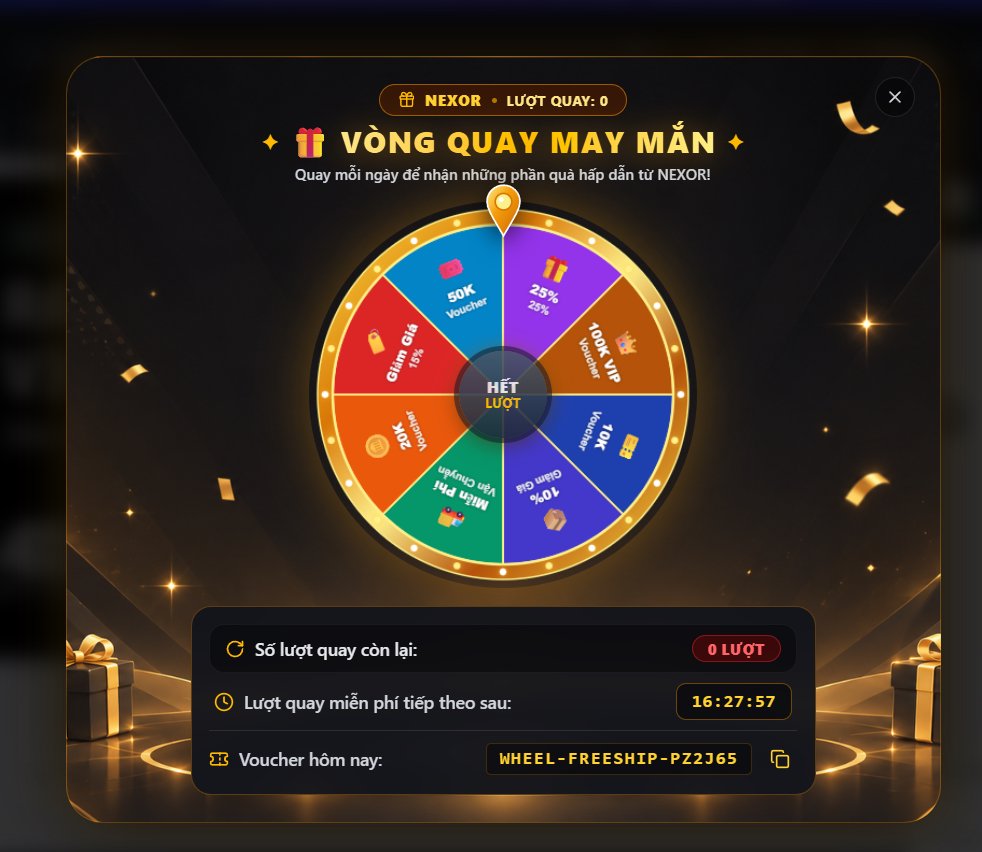 NEXOR • LƯỢT QUAY: 0
VÒNG QUAY MAY MẮN
Quay mỗi ngày để nhận những phần quà hấp dẫn từ NEXOR!
50K
Voucher
25%
25%
100K VIP
Voucher
10K
Voucher
10%
Giảm Giá
Miễn Phí
Vận Chuyển
20K
Voucher
Giảm Giá
15%
HẾT
LƯỢT
Số lượt quay còn lại:
0 LƯỢT
Lượt quay miễn phí tiếp theo sau:
16:27:57
Voucher hôm nay:
WHEEL-FREESHIP-PZ2J65